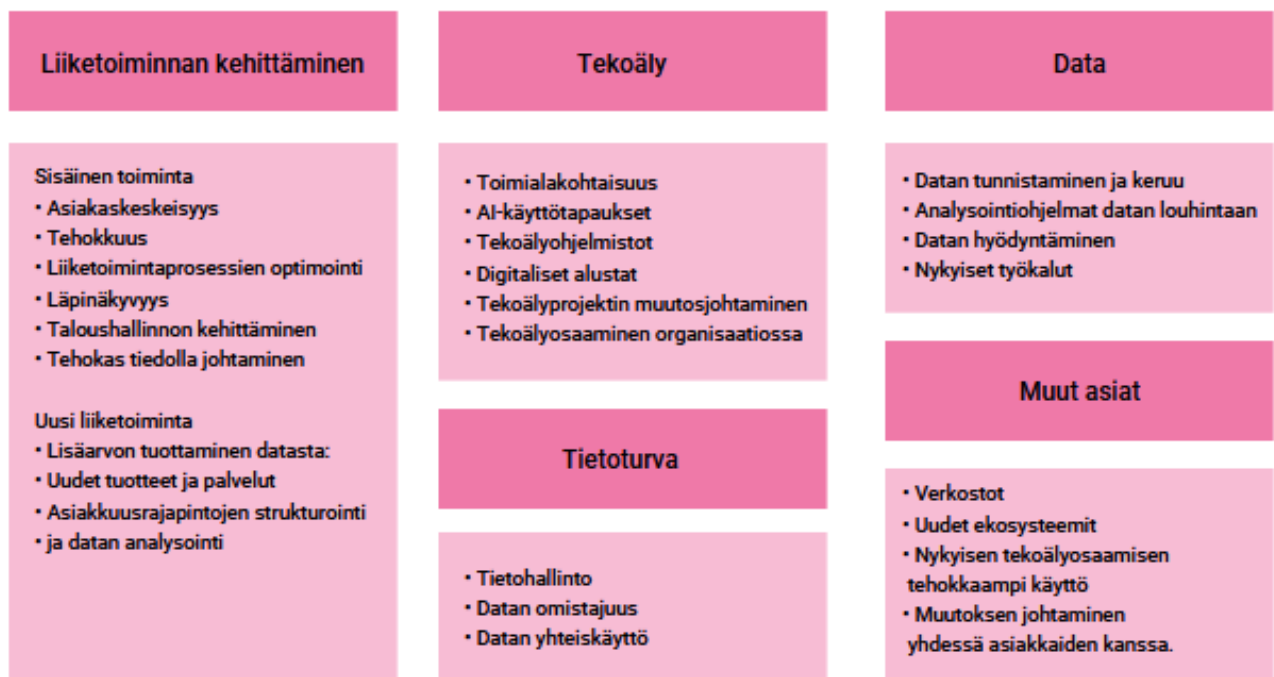 Liiketoiminnan kehittäminen
Sisäinen toiminta
• Asiakaskeskeisyys
• Tehokkuus
• Liiketoimintaprosessien optimointi
• Läpinäkyvyys
• Taloushallinnon kehittäminen
• Tehokas tiedolla johtaminen
Uusi liiketoiminta
• Lisäarvon tuottaminen datasta:
• Uudet tuotteet ja palvelut
• Asiakkuusrajapintojen strukturointi
• ja datan analysointi
Tekoäly
• Toimialakohtaisuus
• AI-käyttötapaukset
• Tekoälyohjelmistot
• Digitaliset alustat
• Tekoälyprojektin muutosjohtaminen
• Tekoälyosaaminen organisaatiossa
Tietoturva
• Tietohallinto
• Datan omistajuus
• Datan yhteiskäyttö
Data
• Datan tunnistaminen ja keruu
• Analysointiohjelmat datan louhintaan
• Datan hyödyntäminen
• Nykyiset työkalut
Muut asiat
• Verkostot
• Uudet ekosysteemit
• Nykyisen tekoälyosaamisen
tehokkaampi käyttö
• Muutoksen johtaminen
yhdessä asiakkaiden kanssa.